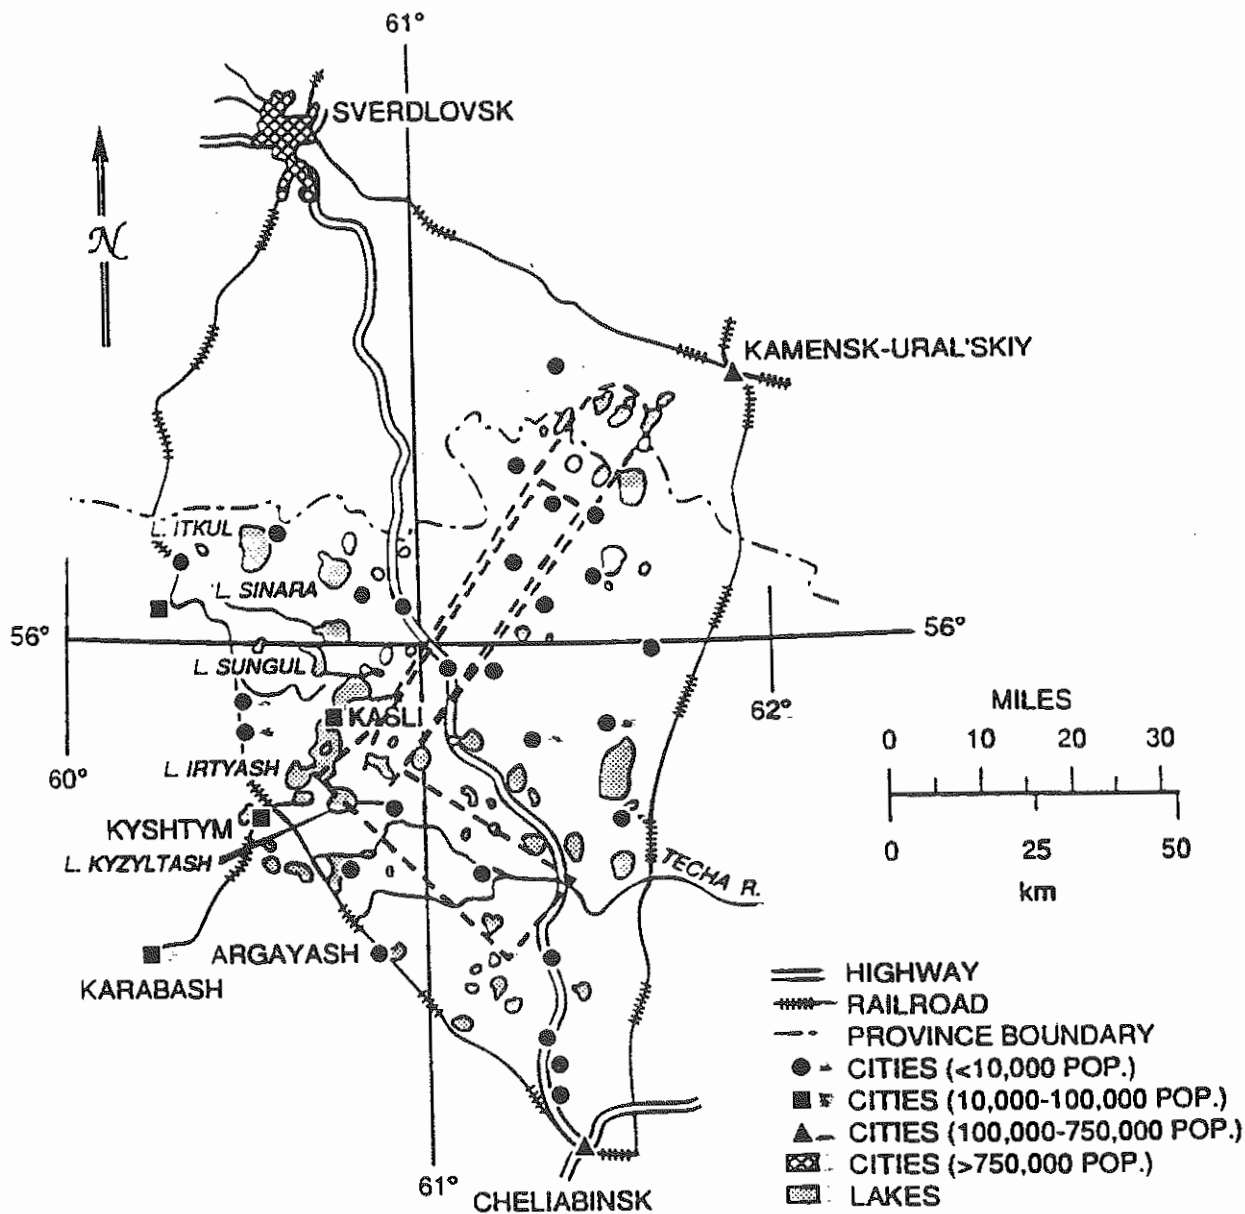 61°
SVERDLOVSK
N
KAMENSK-URAL'SKIY
L. ITKUL
L. SINARA
56°
56°
L. SUNGUL
KASLI
62°
MILES
0 10 20 30
60°
L. IRTYASH
KYSHTYM
L. KYZYLTASH
TECHA R.
0 25 50
km
ARGAYASH
KARABASH
HIGHWAY
RAILROAD
PROVINCE BOUNDARY
CITIES (<10,000 POP.)
CITIES (10,000-100,000 POP.)
CITIES (100,000-750,000 POP.)
CITIES (>750,000 POP.)
LAKES
61°
CHELIABINSK